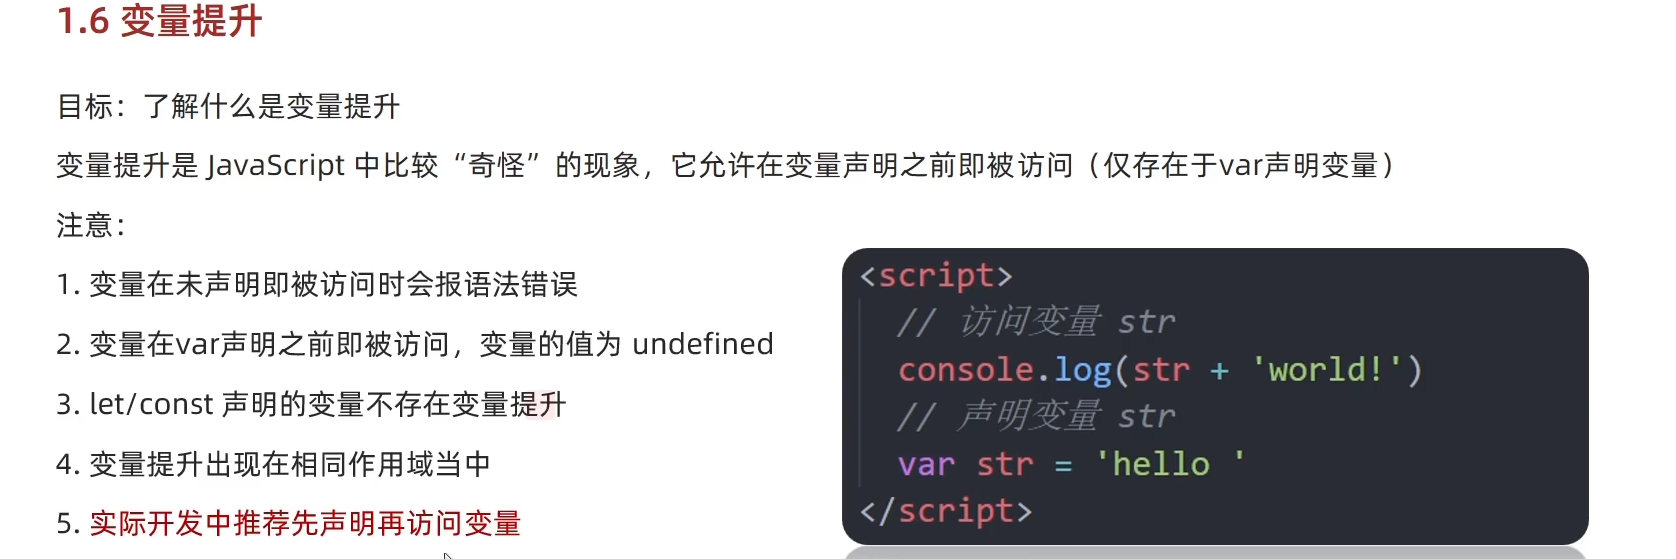 1.6 变量提升
目标：了解什么是变量提升
变量提升是 JavaScript 中比较“奇怪”的现象，它允许在变量声明之前即被访问（仅存在于var声明变量）
注意：
1. 变量在未声明即被访问时会报语法错误
2. 变量在var声明之前即被访问，变量的值为 undefined
3. let/const 声明的变量不存在变量提升
4. 变量提升出现在相同作用域当中
5. 实际开发中推荐先声明再访问变量
<script>
// 访问变量 str
console.log(str + 'world!')
// 声明变量 str
var str = 'hello '
</script>